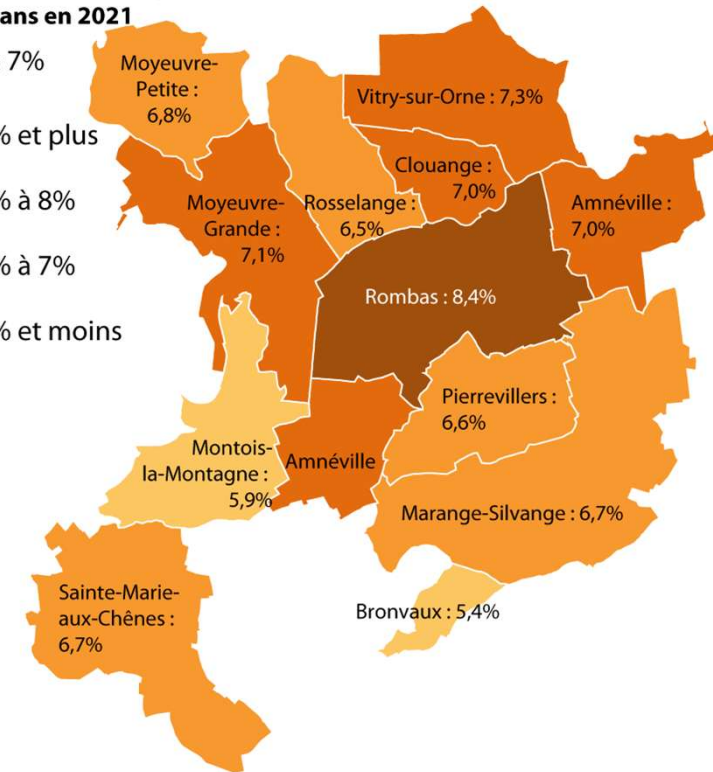 ans en 2021
7%
% et plus
% à 8%
% à 7%
% et moins
Moyeuvre-
Petite :
6,8%
Vitry-sur-Orne : 7,3%
Clouange :
7,0%
Moyeuvre-
Grande :
7,1%
Rosselange :
6,5%
Amnéville :
7,0%
Rombas : 8,4%
Pierrevillers :
6,6%
Montois-
la-Montagne :
5,9%
Amnéville
Marange-Silvange : 6,7%
Sainte-Marie-
aux-Chênes :
6,7%
Bronvaux : 5,4%